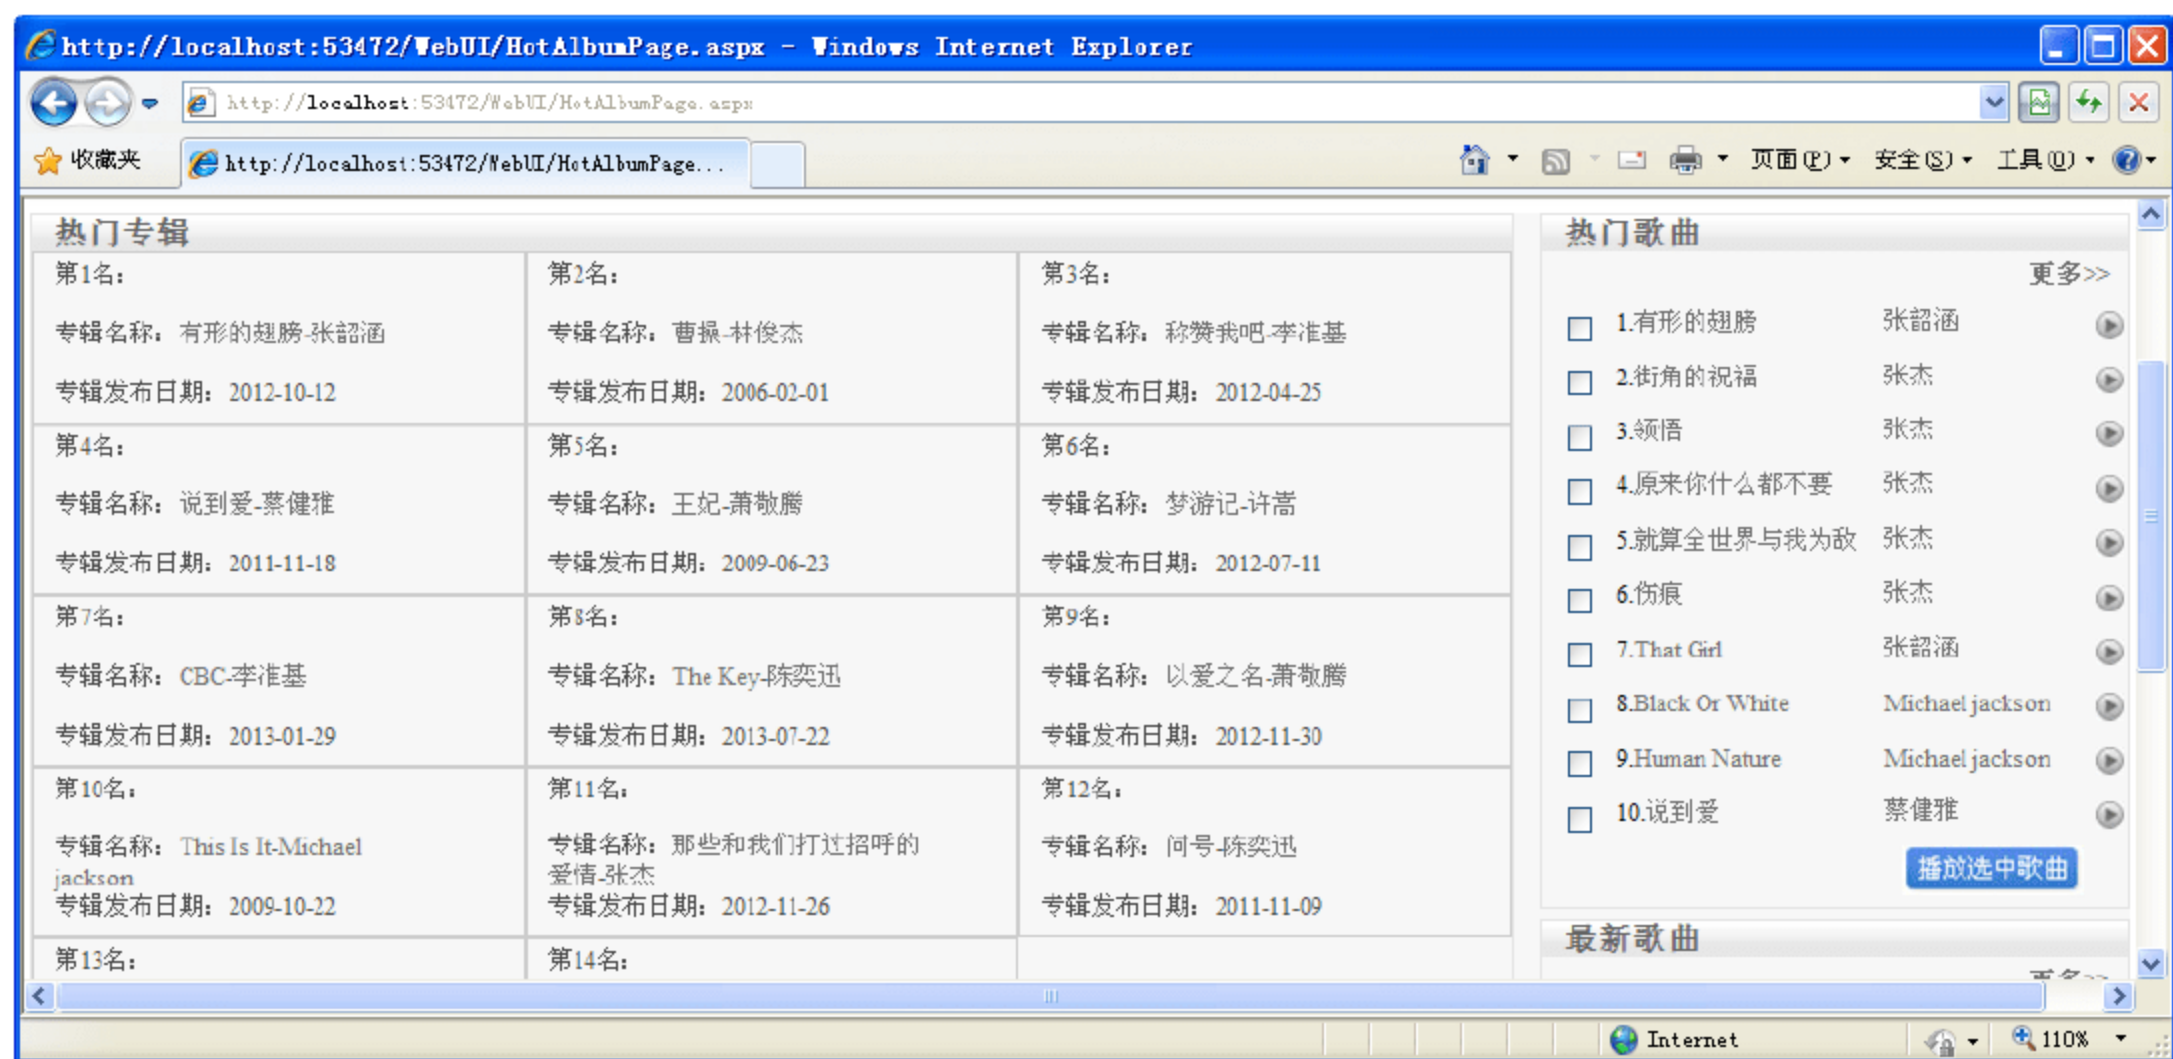 http://localhost:53472/WebUI/HotAlbumPage.aspx - Windows Internet Explorer
http://localhost:53472/WebUI/HotAlbumPage.aspx
收藏夹
http://localhost:53472/WebUI/HotAlbumPage...
页面(P) 安全(S) 工具(O)
热门专辑
第1名: 第2名: 第3名:
专辑名称: 有形的翅膀-张韶涵 专辑名称: 曹操-林俊杰 专辑名称: 称赞我吧-李准基
专辑发布日期: 2012-10-12 专辑发布日期: 2006-02-01 专辑发布日期: 2012-04-25
第4名: 第5名: 第6名:
专辑名称: 说到爱-蔡健雅 专辑名称: 王妃-萧敬腾 专辑名称: 梦游记-许嵩
专辑发布日期: 2011-11-18 专辑发布日期: 2009-06-23 专辑发布日期: 2012-07-11
第7名: 第8名: 第9名:
专辑名称: CBC-李准基 专辑名称: The Key-陈奕迅 专辑名称: 以爱之名-萧敬腾
专辑发布日期: 2013-01-29 专辑发布日期: 2013-07-22 专辑发布日期: 2012-11-30
第10名: 第11名: 第12名:
专辑名称: This Is It-Michael 专辑名称: 那些和我们打过招呼的 专辑名称: 问号-陈奕迅
jackson 爱情-张杰
专辑发布日期: 2009-10-22 专辑发布日期: 2012-11-26 专辑发布日期: 2011-11-09
第13名: 第14名:
热门歌曲
更多>>
1.有形的翅膀 张韶涵
2.街角的祝福 张杰
3.领悟 张杰
4.原来你什么都不要 张杰
5.就算全世界与我为敌 张杰
6.伤痕 张杰
7.That Girl 张韶涵
8.Black Or White Michael jackson
9.Human Nature Michael jackson
10.说到爱 蔡健雅
播放选中歌曲
最新歌曲
更多>>
Internet 110%